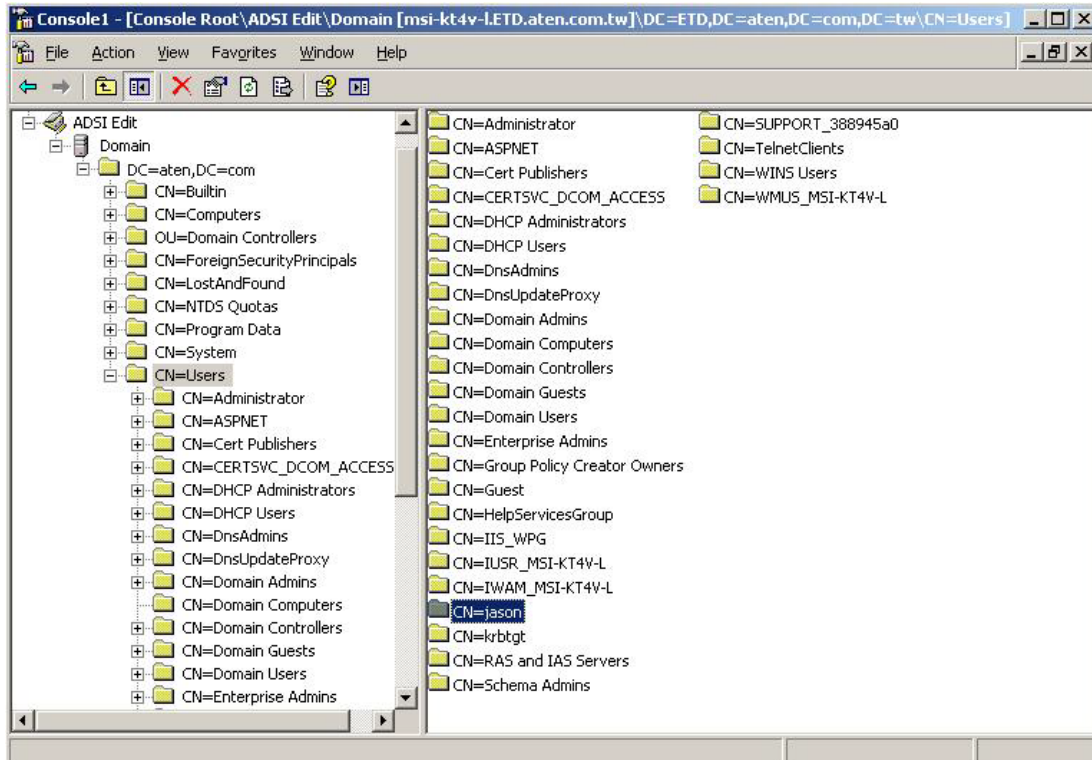 Console1 - [Console Root\ADSI Edit\Domain [msi-kt4v-l.ETD.aten.com.tw]\DC=ETD,DC=aten,DC=com,DC=tw\CN=Users]
File Action View Favorites Window Help
ADSI Edit
Domain
DC=aten,DC=com
CN=Builtin
CN=Computers
OU=Domain Controllers
CN=ForeignSecurityPrincipals
CN=LostAndFound
CN=NTDS Quotas
CN=Program Data
CN=System
CN=Users
CN=Administrator
CN=ASPNET
CN=Cert Publishers
CN=CERTSVC_DCOM_ACCESS
CN=DHCP Administrators
CN=DHCP Users
CN=DnsAdmins
CN=DnsUpdateProxy
CN=Domain Admins
CN=Domain Computers
CN=Domain Controllers
CN=Domain Guests
CN=Domain Users
CN=Enterprise Admins
CN=Administrator
CN=ASPNET
CN=Cert Publishers
CN=CERTSVC_DCOM_ACCESS
CN=DHCP Administrators
CN=DHCP Users
CN=DnsAdmins
CN=DnsUpdateProxy
CN=Domain Admins
CN=Domain Computers
CN=Domain Controllers
CN=Domain Guests
CN=Domain Users
CN=Enterprise Admins
CN=Group Policy Creator Owners
CN=Guest
CN=HelpServicesGroup
CN=IIS_WPG
CN=IUSR_MSI-KT4V-L
CN=IWAM_MSI-KT4V-L
CN=jason
CN=krbtgt
CN=RAS and IAS Servers
CN=Schema Admins
CN=SUPPORT_388945a0
CN=TelnetClients
CN=WINS Users
CN=WMUS_MSI-KT4V-L